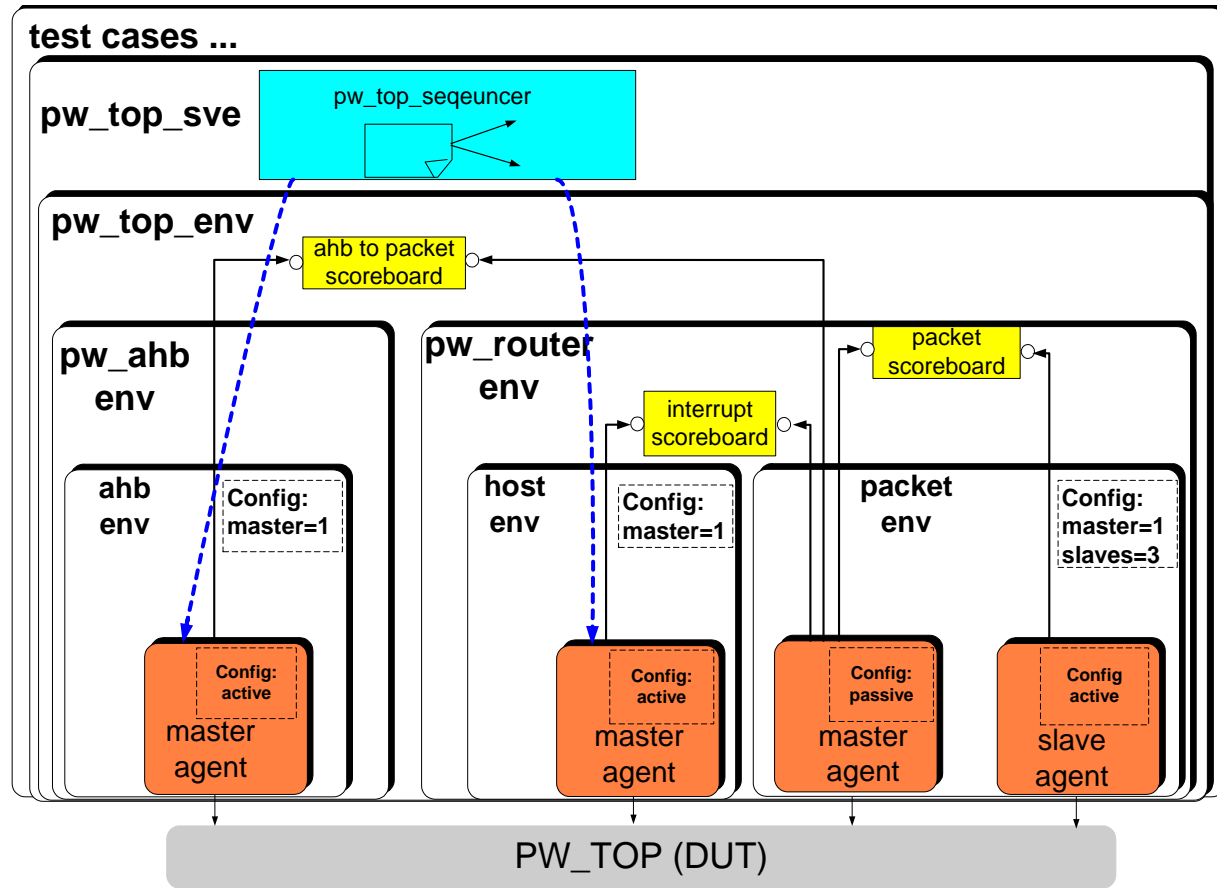 test cases ...
pw_top_sve
pw_top_seqeuncer
pw_top_env
ahb to packet
scoreboard
pw_ahb
env
pw_router
env
packet
scoreboard
interrupt
scoreboard
ahb
env
Config:
master=1
host
env
Config:
master=1
packet
env
Config:
master=1
slaves=3
Config:
active
master
agent
Config:
active
master
agent
Config:
passive
master
agent
Config
active
slave
agent
PW_TOP (DUT)